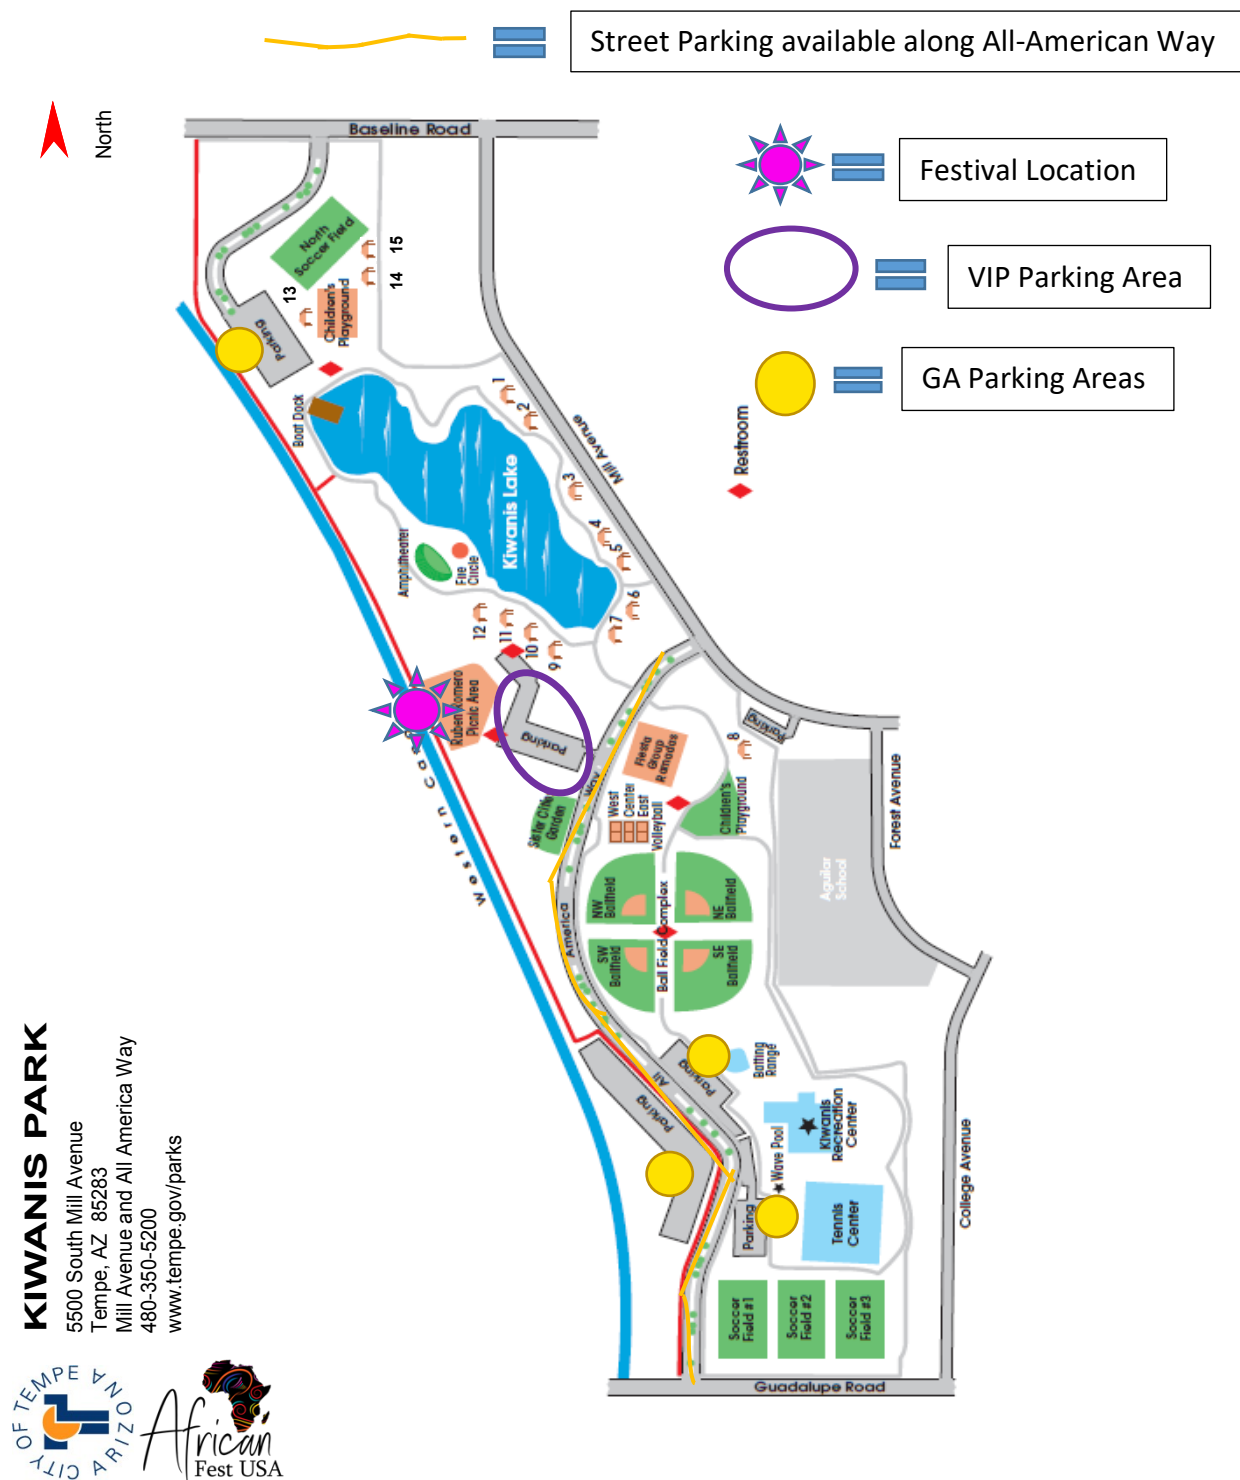 Street Parking available along All-American Way
North
Baseline Road
Festival Location
VIP Parking Area
GA Parking Areas
Restroom
North
Soccer Field
15
14
13
Children's
Playground
Parking
Boat Dock
1
2
3
4
5
6
7
Mill Avenue
Kiwanis Lake
Amphitheater
Fire
Circle
12
11
10
9
Ruben Romero
Picnic Area
Parking
Western Ca
Sister Cities
Garden
Way
Fiesta
Group
Ramadas
8
Parking
West
Center
East
Volleyball
Children's
Playground
Forest Avenue
Aguilar
School
NW
Ballfield
NE
Ballfield
SW
Ballfield
SE
Ballfield
Ball Field Complex
America
All
Parking
Parking
Batting
Range
Wave Pool
Kiwanis
Recreation
Center
Parking
Tennis
Center
College Avenue
Soccer
Field #1
Soccer
Field #2
Soccer
Field #3
Guadalupe Road
KIWANIS PARK
5500 South Mill Avenue
Tempe, AZ 85283
Mill Avenue and All America Way
480-350-5200
www.tempe.gov/parks
CITY OF TEMPE ARIZONA
African
Fest USA